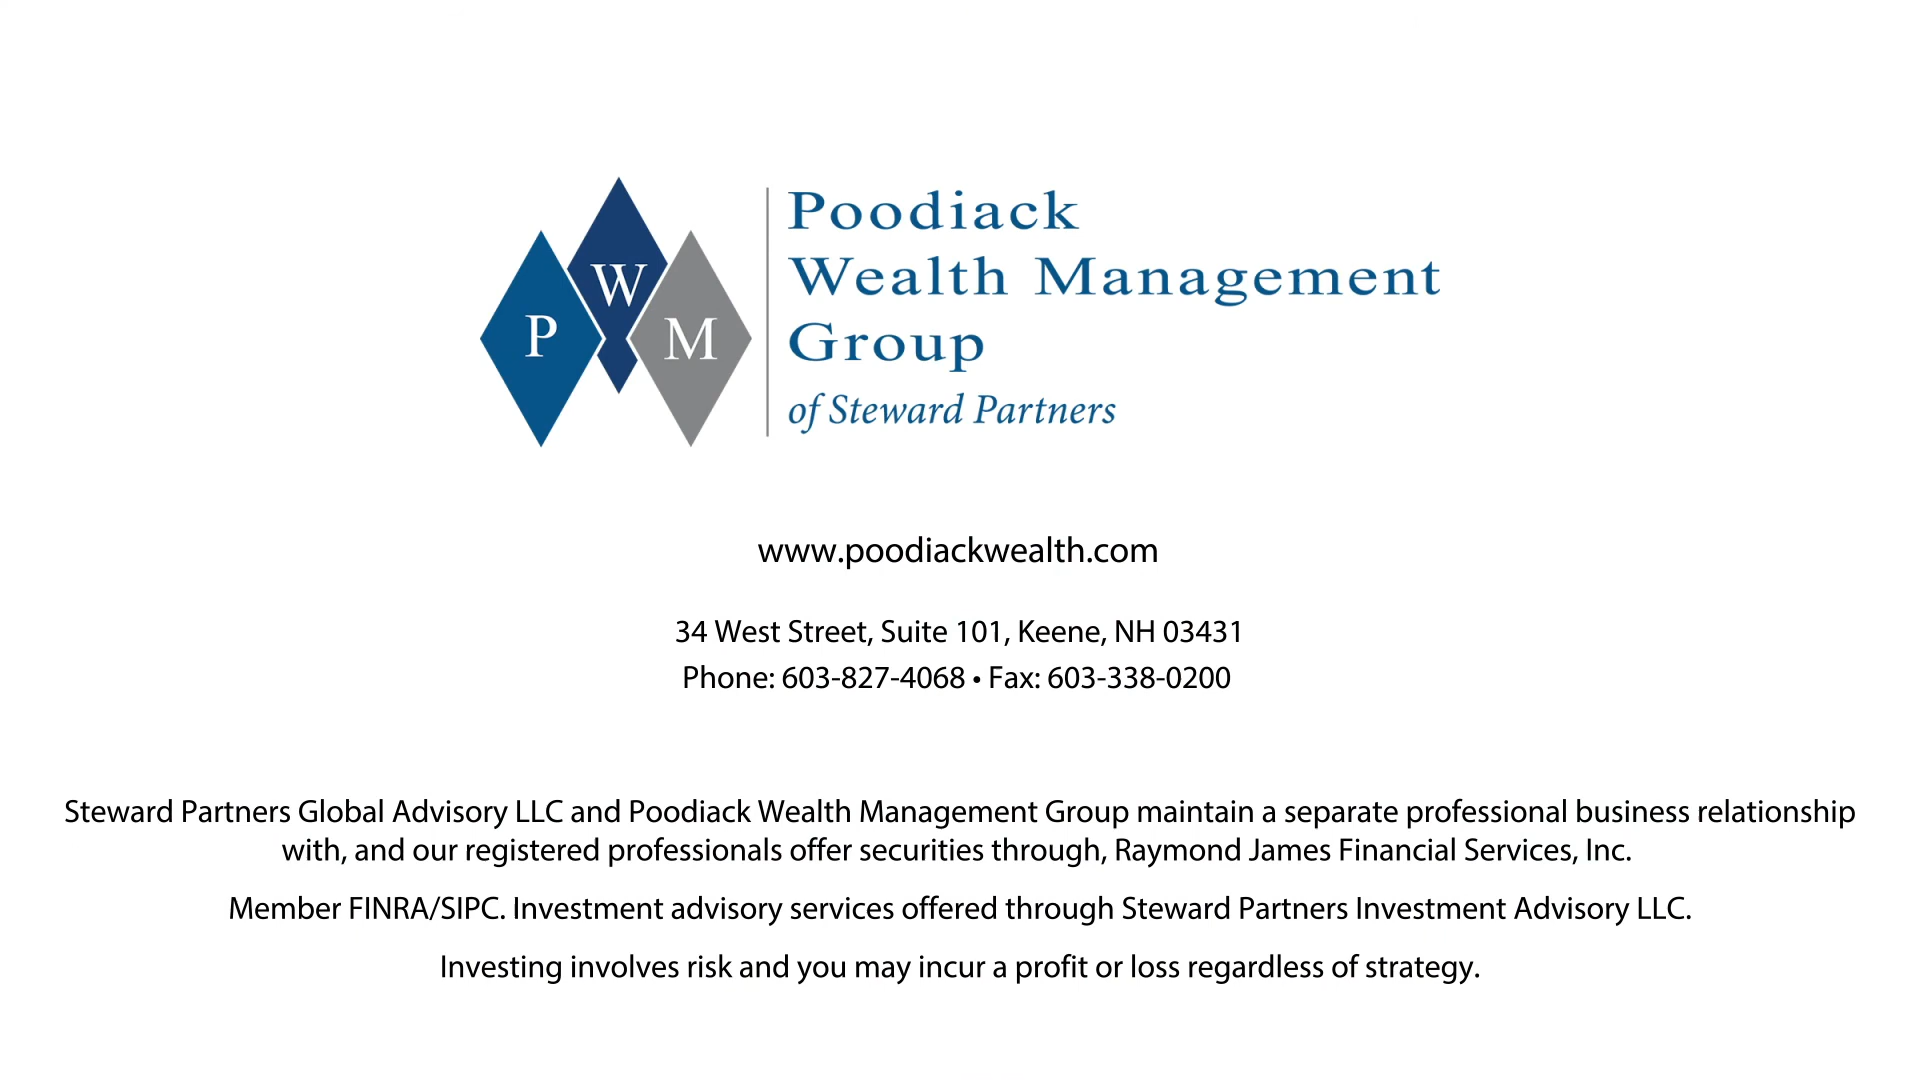 P
W
M
Poodiack
Wealth Management
Group
of Steward Partners
www.poodiackwealth.com
34 West Street, Suite 101, Keene, NH 03431
Phone: 603-827-4068 • Fax: 603-338-0200
Steward Partners Global Advisory LLC and Poodiack Wealth Management Group maintain a separate professional business relationship
with, and our registered professionals offer securities through, Raymond James Financial Services, Inc.
Member FINRA/SIPC. Investment advisory services offered through Steward Partners Investment Advisory LLC.
Investing involves risk and you may incur a profit or loss regardless of strategy.